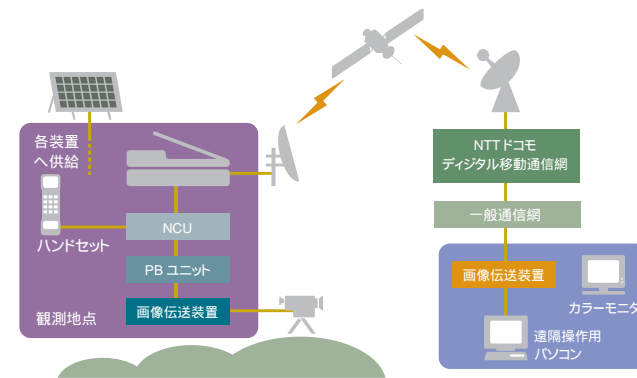 各装置
へ供給
ハンドセット
NCU
PB ユニット
画像伝送装置
観測地点
NTTドコモ
ディジタル移動通信網
一般通信網
画像伝送装置
カラーモニタ
遠隔操作用
パソコン